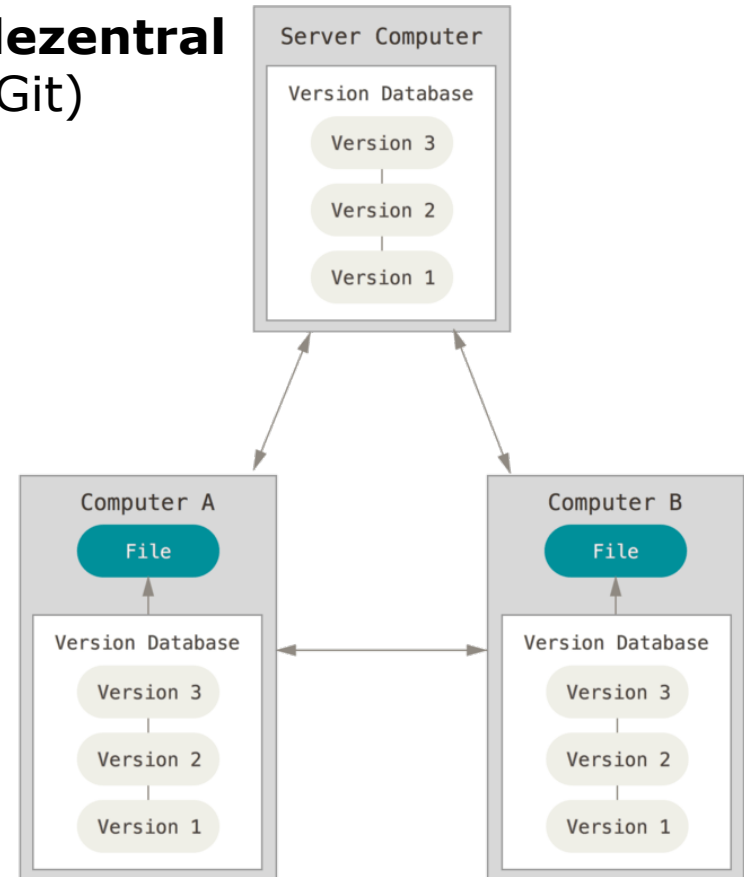 dezentral
Git)
Server Computer
Version Database
Version 3
Version 2
Version 1
Computer A
File
Version Database
Version 3
Version 2
Version 1
Computer B
File
Version Database
Version 3
Version 2
Version 1